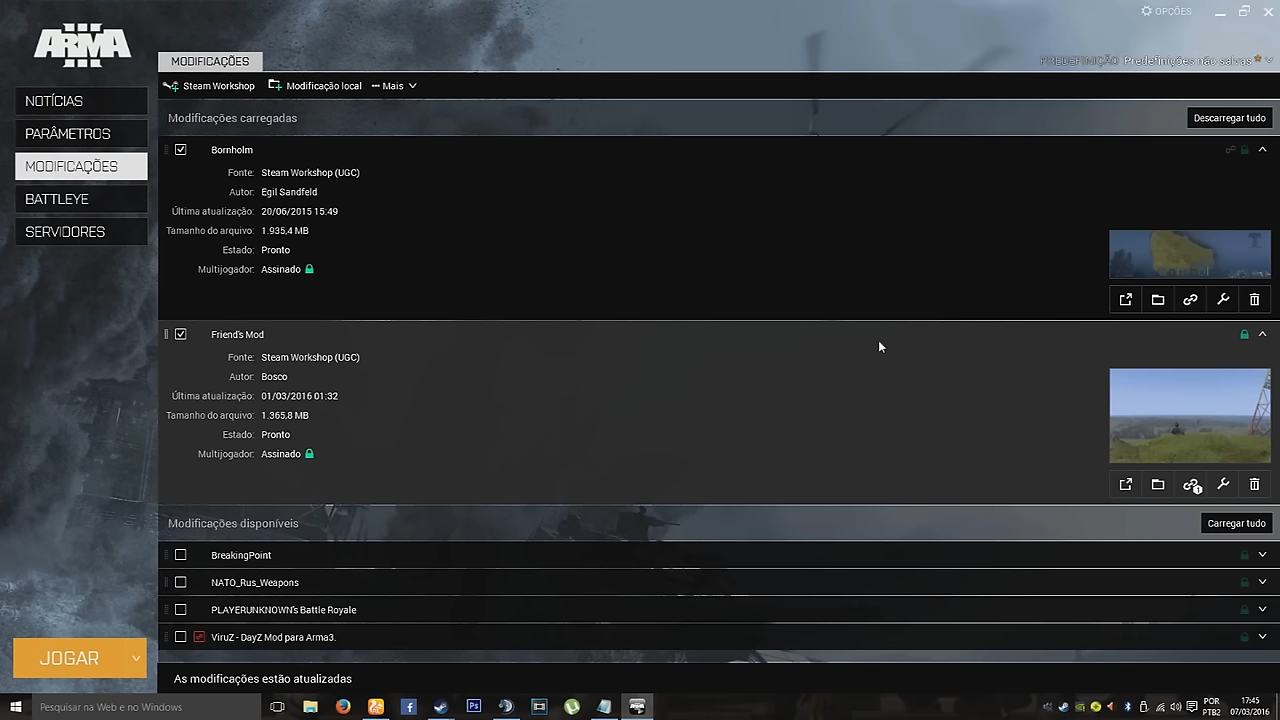 OPÇÕES
ARMA III
MODIFICAÇÕES
PREDEFINIÇÃO Predefinições não salvas
NOTÍCIAS
PARÂMETROS
MODIFICAÇÕES
BATTLEYE
SERVIDORES
Steam Workshop Modificação local Mais
Modificações carregadas
Descarregar tudo
Bornholm
Fonte: Steam Workshop (UGC)
Autor: Egil Sandfeld
Última atualização: 20/06/2015 15:49
Tamanho do arquivo: 1.935,4 MB
Estado: Pronto
Multijogador: Assinado
Friend's Mod
Fonte: Steam Workshop (UGC)
Autor: Bosco
Última atualização: 01/03/2016 01:32
Tamanho do arquivo: 1.365,8 MB
Estado: Pronto
Multijogador: Assinado
Modificações disponíveis
Carregar tudo
BreakingPoint
NATO_Rus_Weapons
PLAYERUNKNOWN's Battle Royale
ViruZ - DayZ Mod para Arma3.
JOGAR
As modificações estão atualizadas
Pesquisar na Web e no Windows
POR
PTB2
17:45
07/03/2016